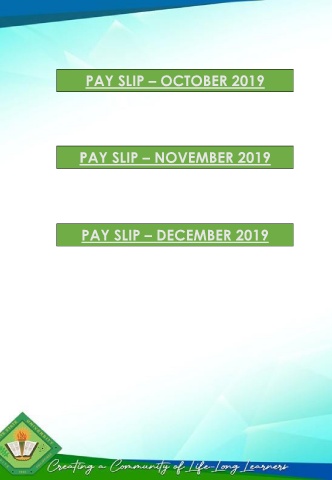 PAY SLIP – OCTOBER 2019
PAY SLIP – NOVEMBER 2019
PAY SLIP – DECEMBER 2019
Creating a Community of Life-Long Learners